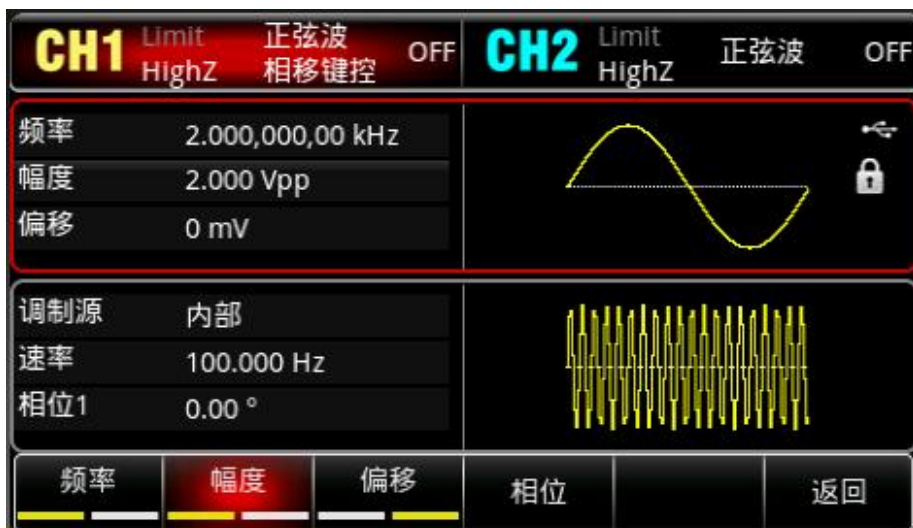 CH1 Limit 正弦波 OFF CH2 Limit 正弦波 OFF
HighZ 相移键控 HighZ
频率 2.000,000,00 kHz
幅度 2.000 Vpp
偏移 0 mV
调制源 内部
速率 100.000 Hz
相位1 0.00 °
频率 幅度 偏移 相位 返回